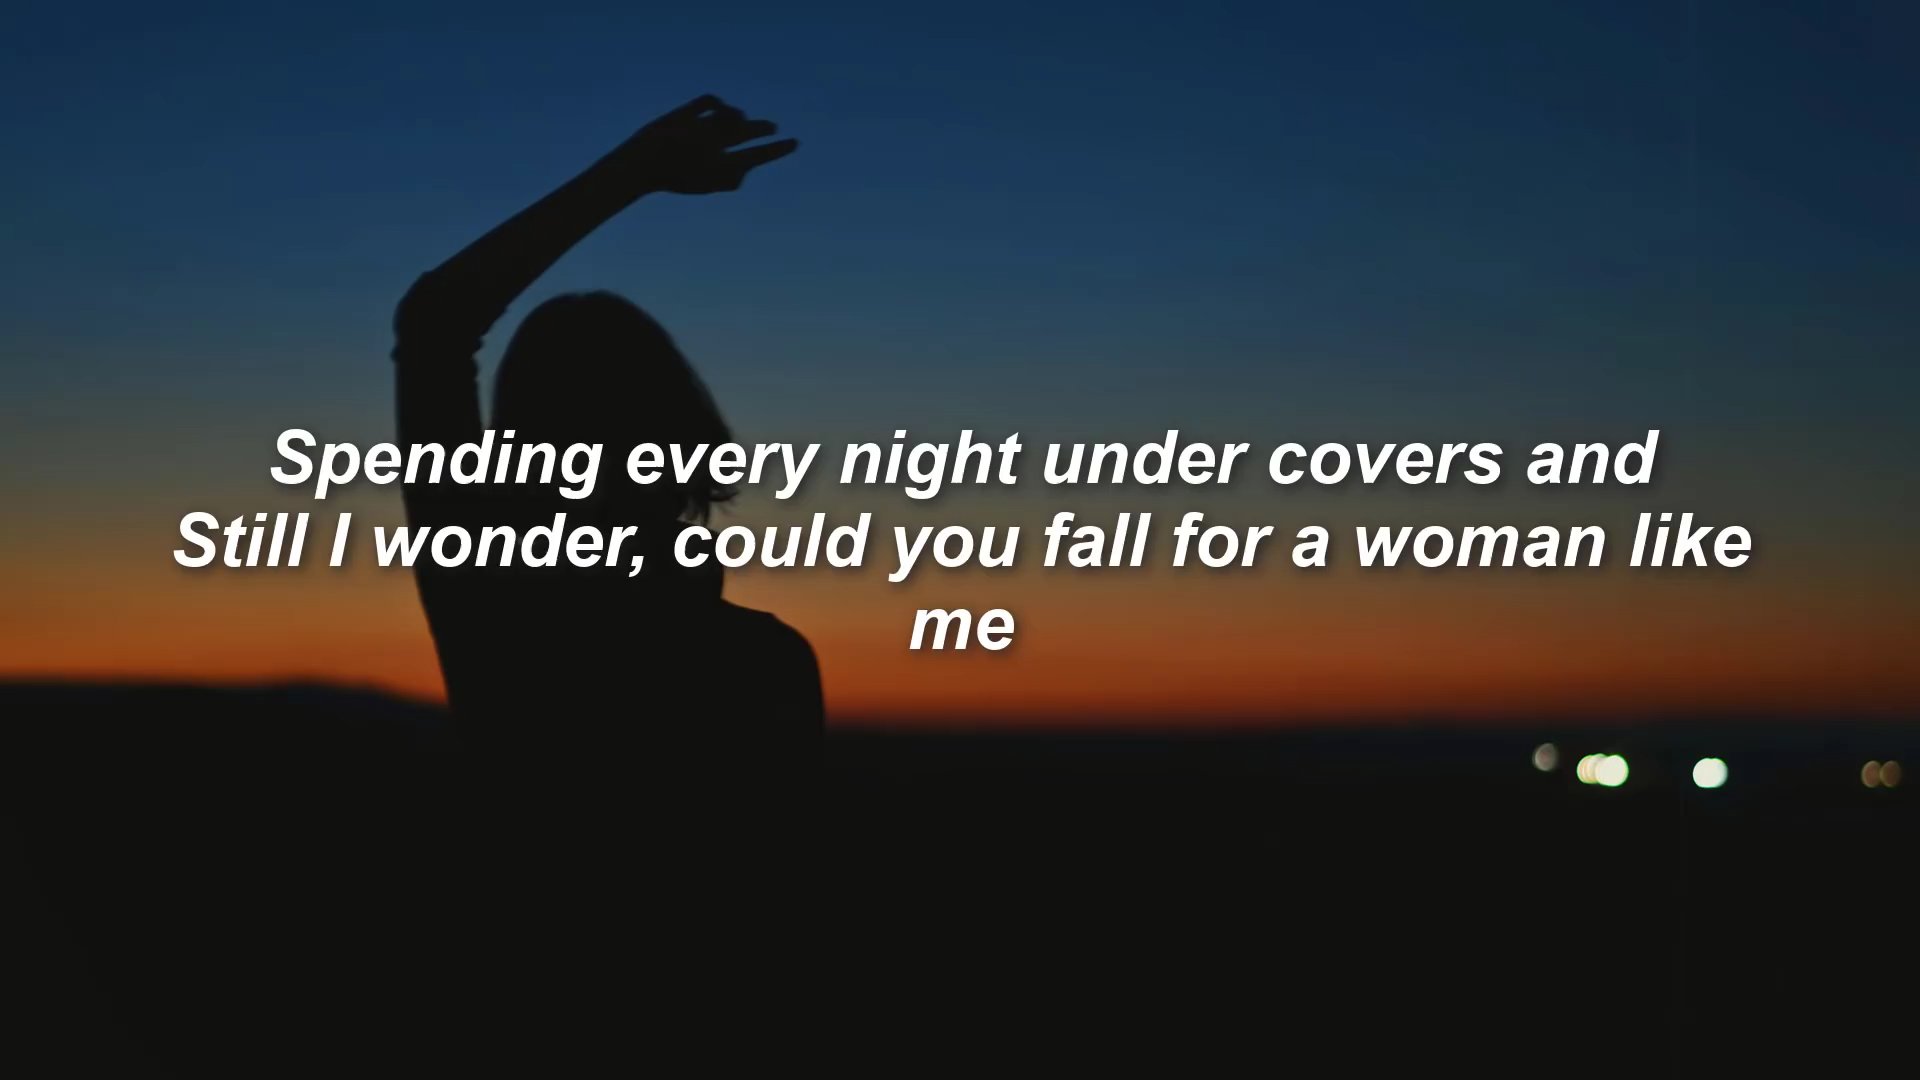 Spending every night under covers and
Still I wonder, could you fall for a woman like
me